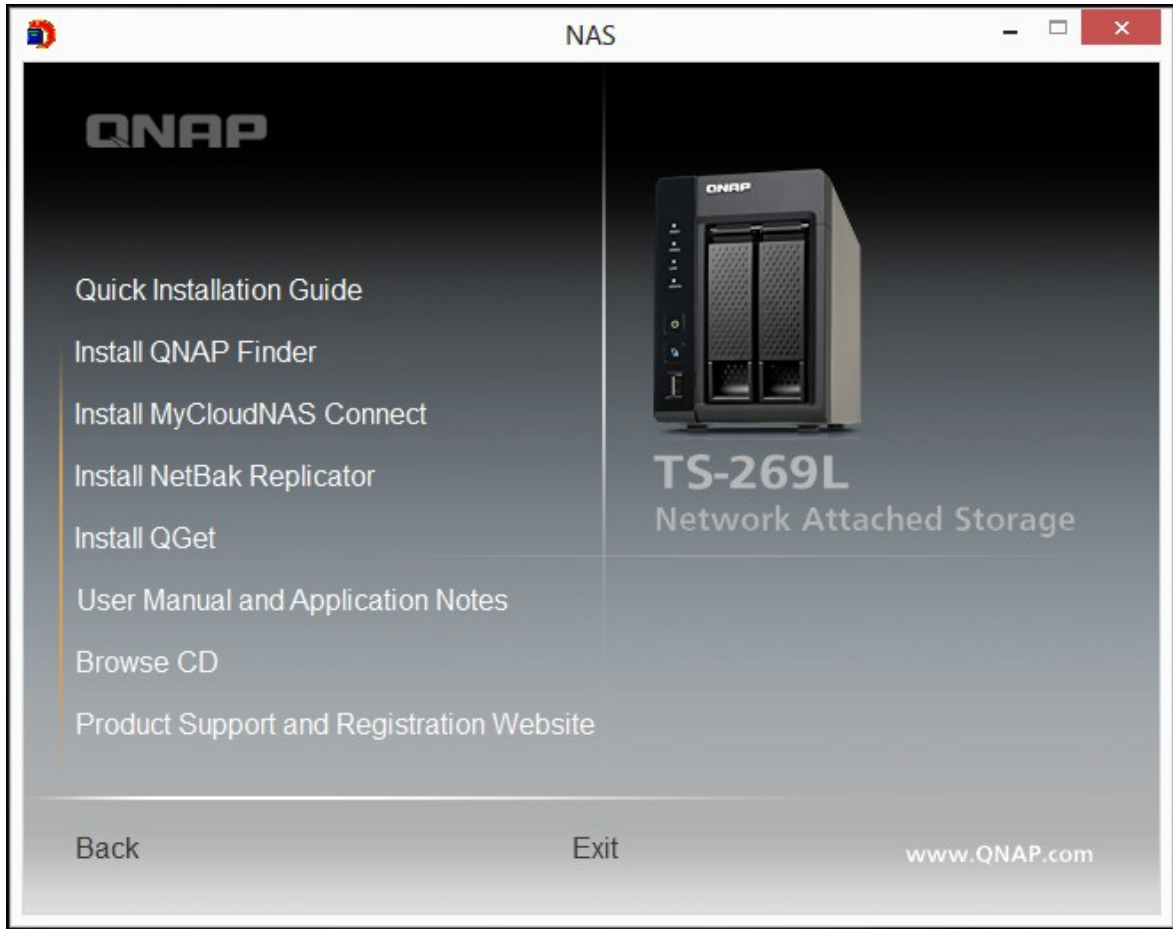 NAS
QNAP
QNAP
Quick Installation Guide
Install QNAP Finder
Install MyCloudNAS Connect
Install NetBak Replicator
Install QGet
User Manual and Application Notes
Browse CD
Product Support and Registration Website
TS-269L
Network Attached Storage
Back
Exit
www.QNAP.com